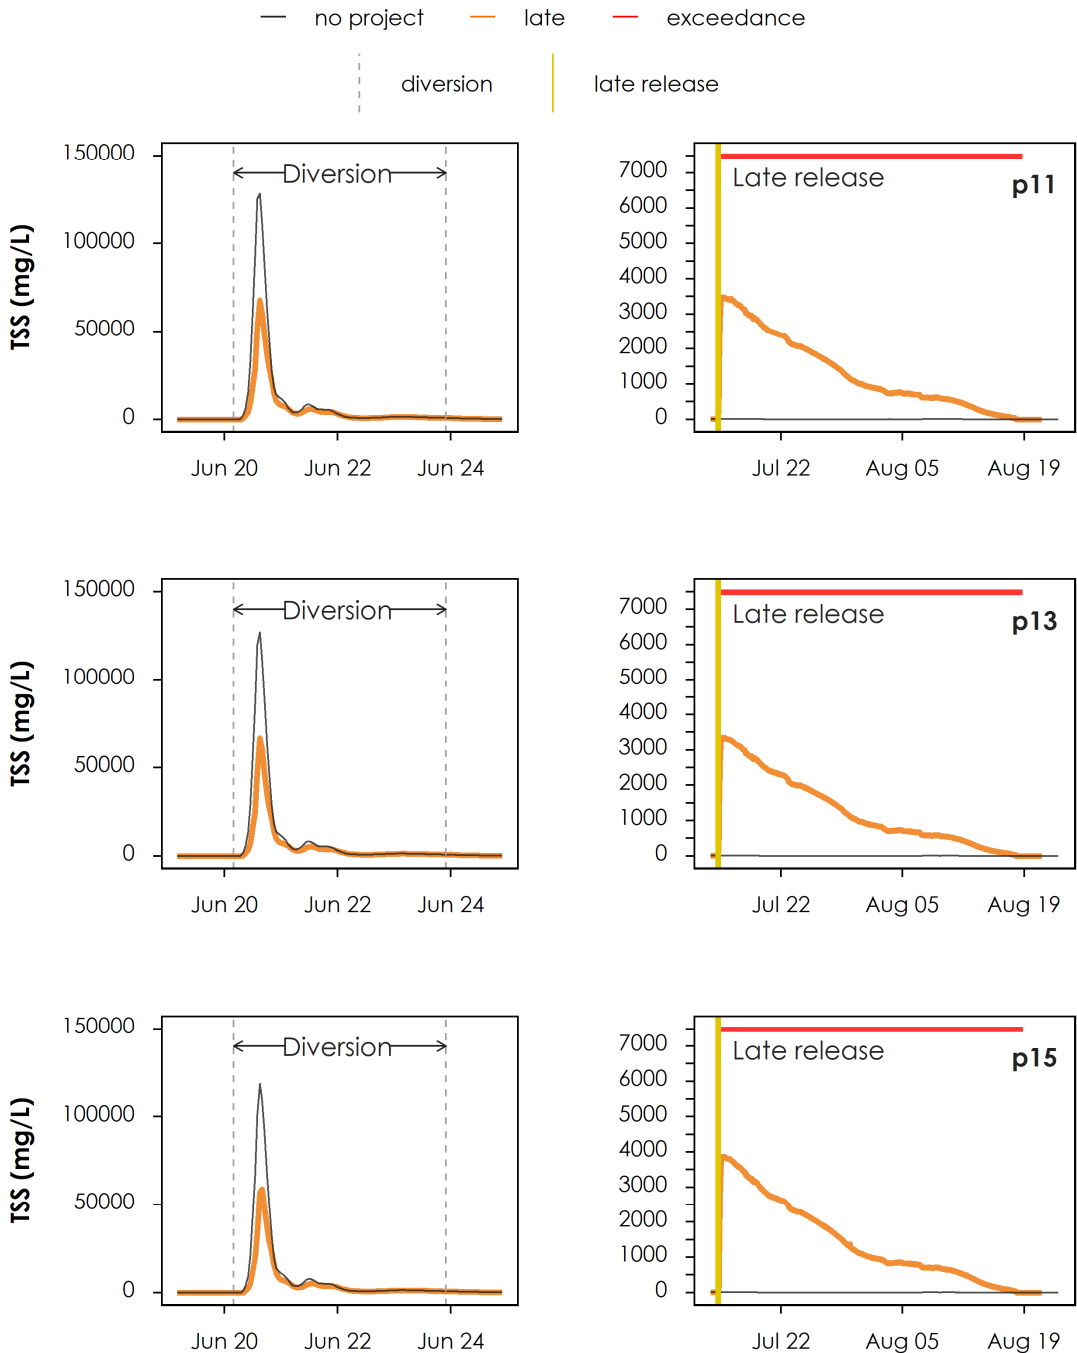 no project late exceedance
diversion late release
TSS (mg/L)
150000
100000
50000
0
Diversion
Jun 20 Jun 22 Jun 24
7000
6000
5000
4000
3000
2000
1000
0
Late release
p11
Jul 22 Aug 05 Aug 19
TSS (mg/L)
150000
100000
50000
0
Diversion
Jun 20 Jun 22 Jun 24
7000
6000
5000
4000
3000
2000
1000
0
Late release
p13
Jul 22 Aug 05 Aug 19
TSS (mg/L)
150000
100000
50000
0
Diversion
Jun 20 Jun 22 Jun 24
7000
6000
5000
4000
3000
2000
1000
0
Late release
p15
Jul 22 Aug 05 Aug 19